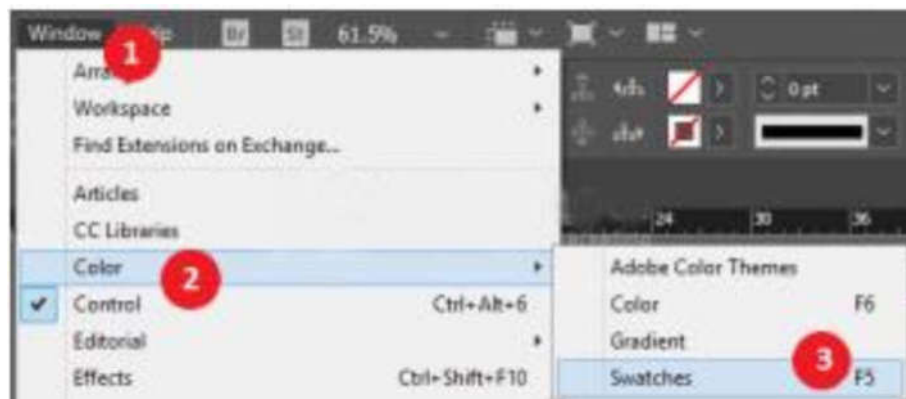 Window Help Br St 61.5%
1
Arrange
Workspace
0 pt
Find Extensions on Exchange...
Articles
24 30 36
CC Libraries
Color
2
Adobe Color Themes
Control Ctrl+Alt+6
Color F6
Editorial
Gradient
3
Effects Ctrl+Shift+F10
Swatches F5